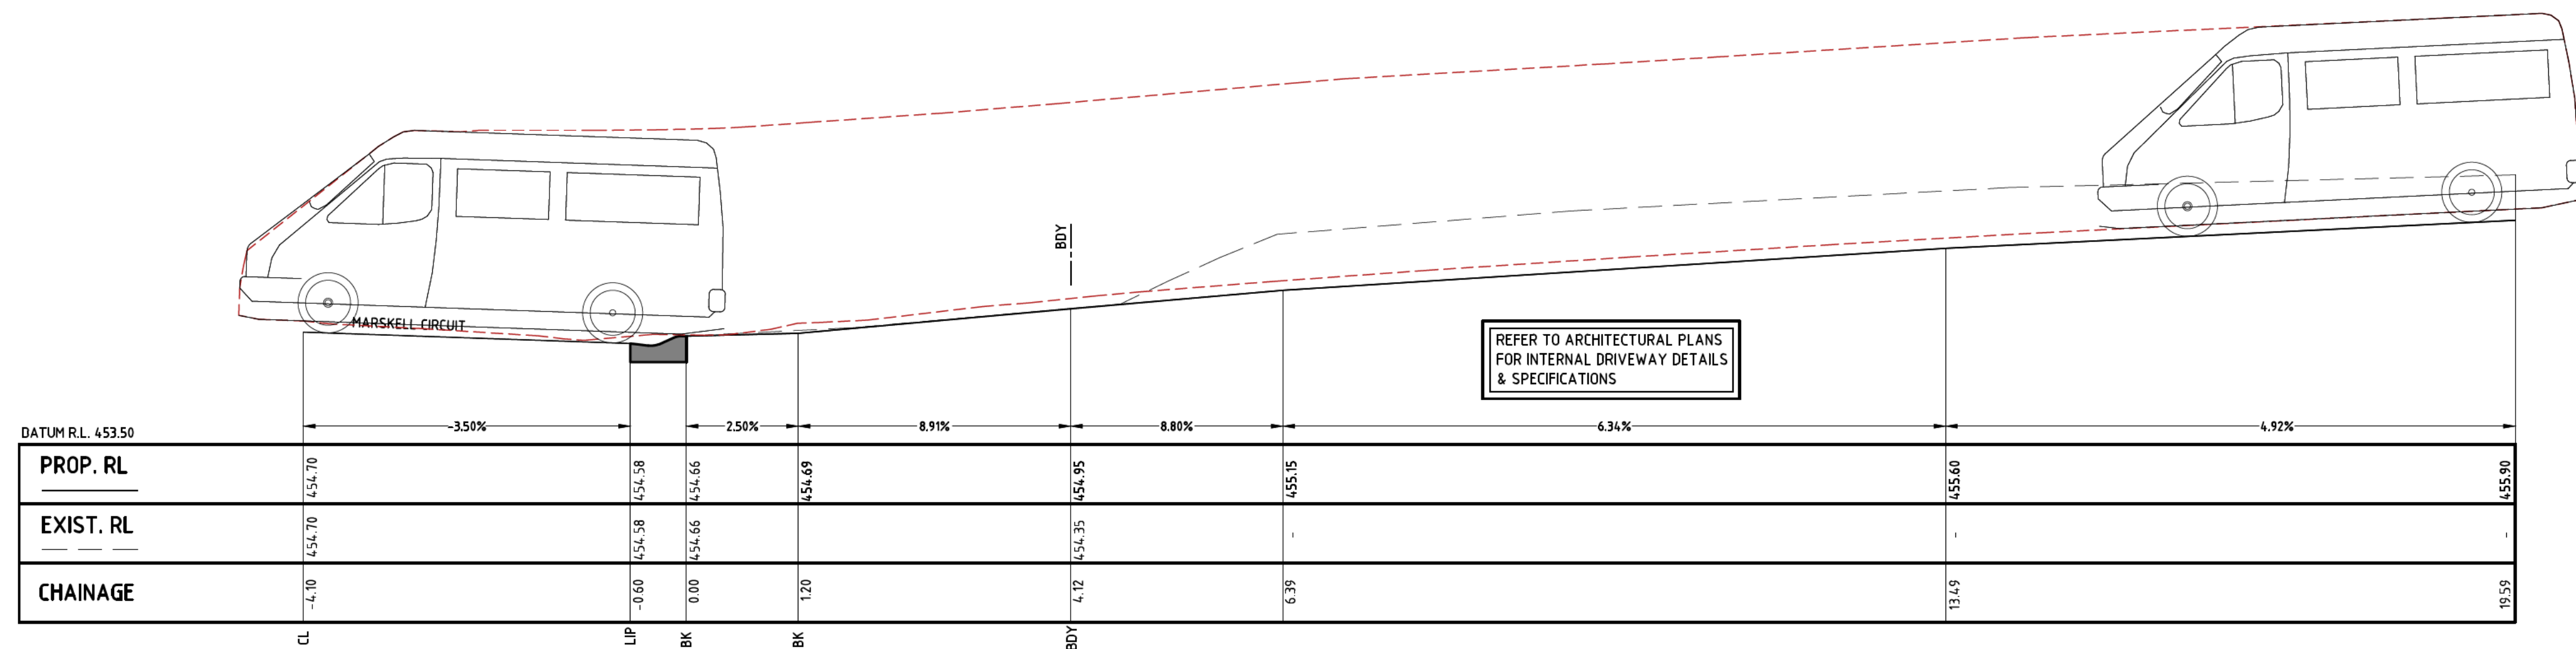 BDY
MARSKELL CIRCUIT
REFER TO ARCHITECTURAL PLANS
FOR INTERNAL DRIVEWAY DETAILS
& SPECIFICATIONS
-3.50% 2.50% 8.91% 8.80% 6.34% 4.92%
DATUM R.L. 453.50
PROP. RL 454.70 454.58 454.66 454.69 454.95 455.15 455.60 455.90
EXIST. RL 454.70 454.58 454.66 454.35 - - -
CHAINAGE -4.10 -0.60 0.00 1.20 4.12 6.39 13.49 19.59
CL LIP BK BK BDY